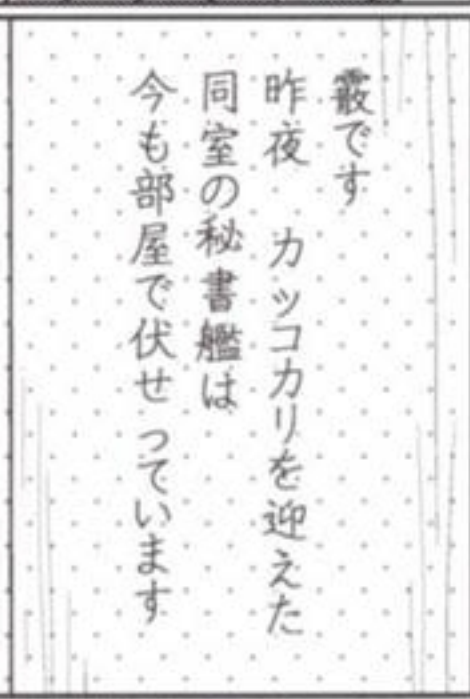 霰です
昨夜　カッコカリを迎えた
同室の秘書艦は
今も部屋で伏せっています